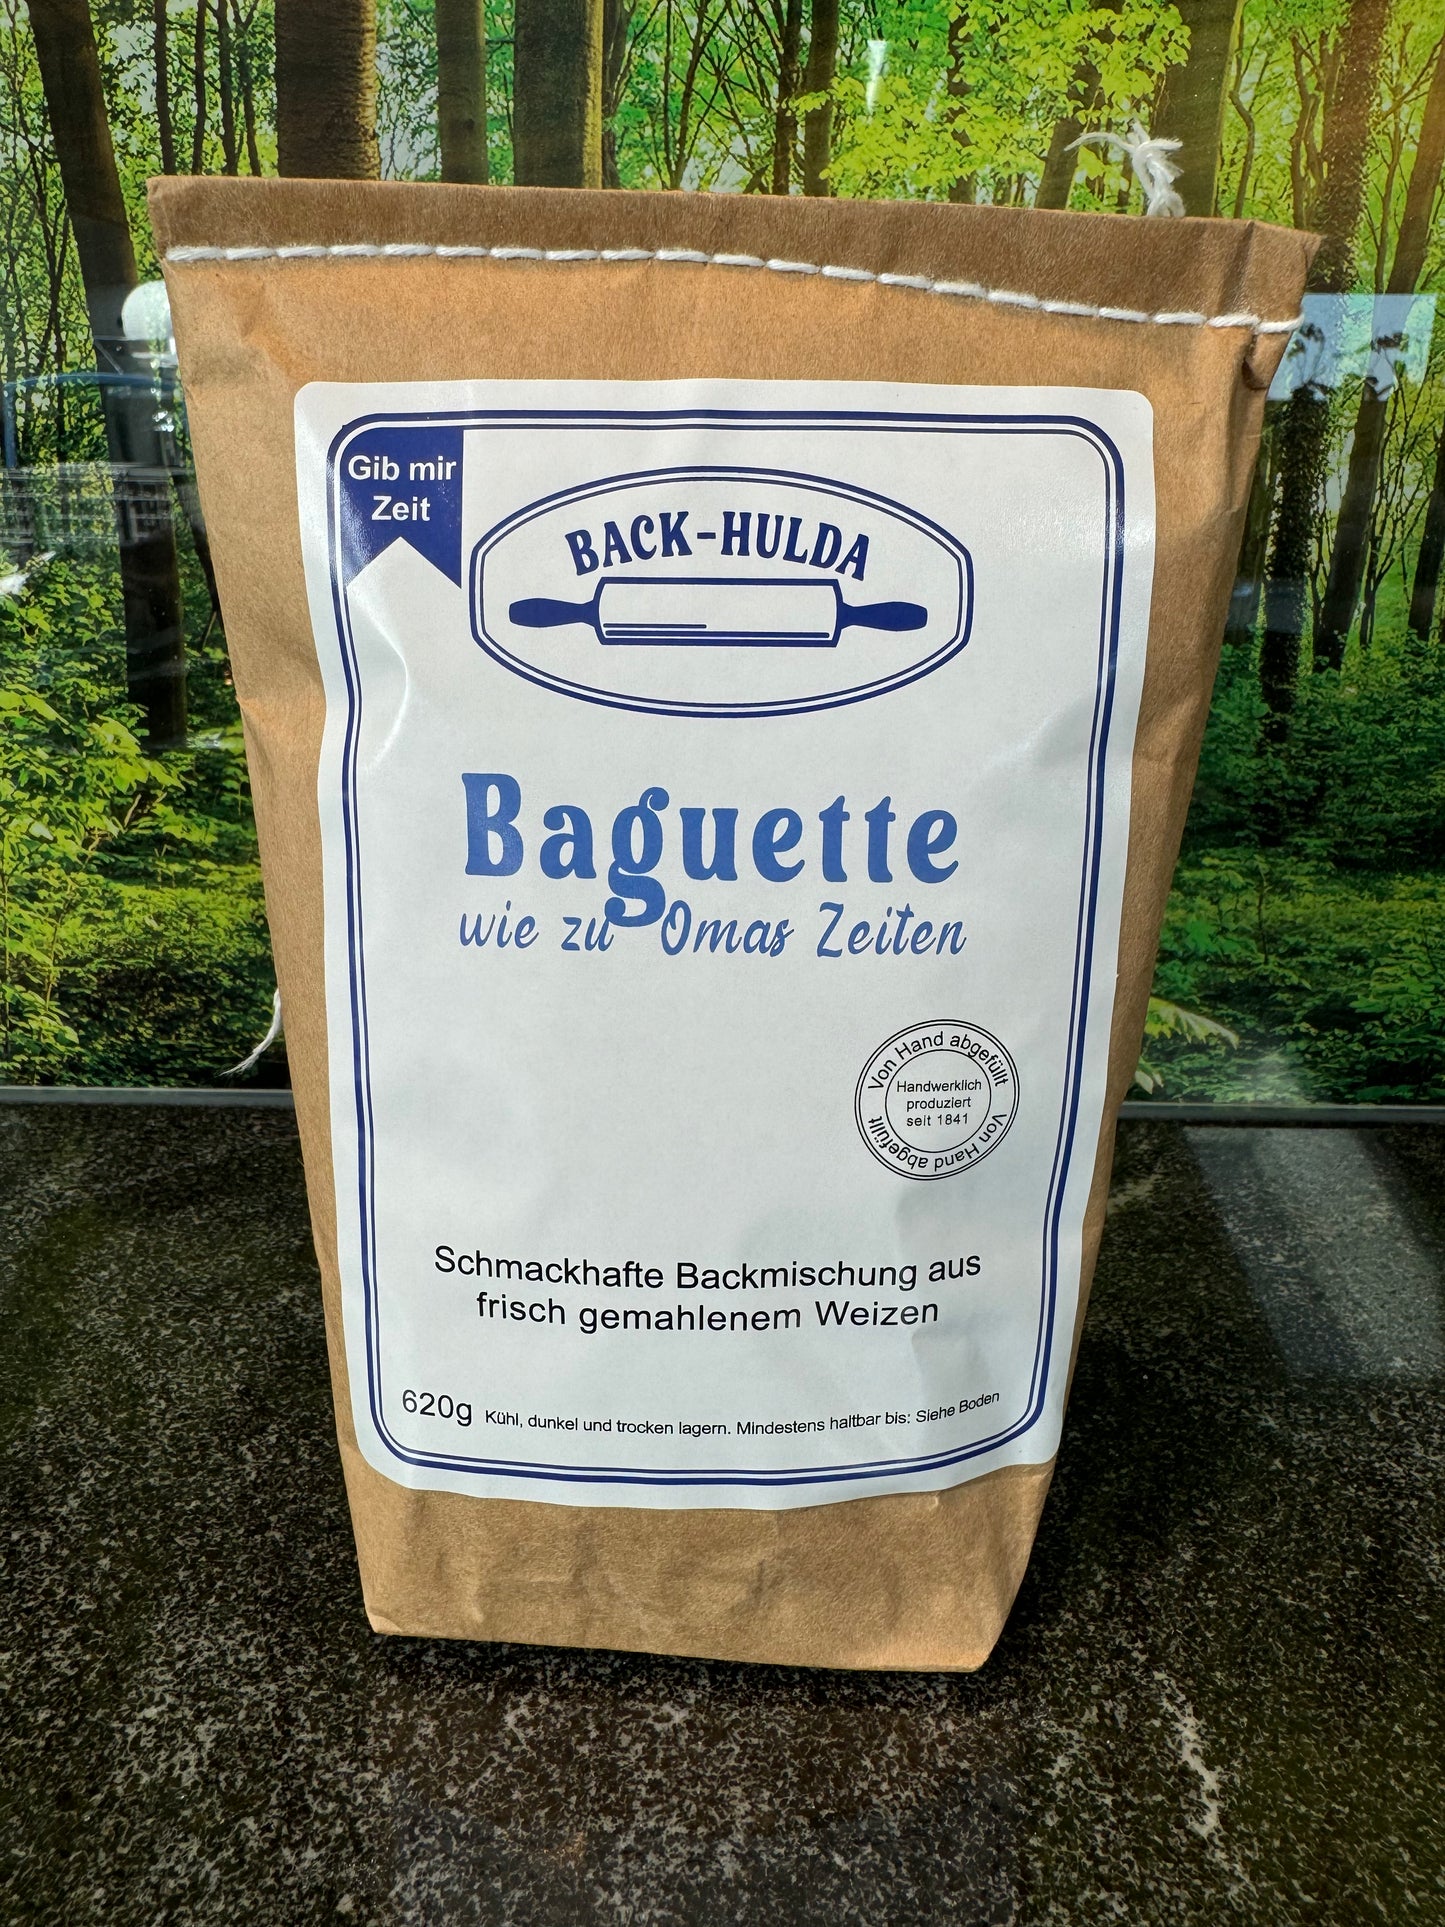 Gib mir
Zeit
BACK-HULDA
Baguette
wie zu Omas Zeiten
Von Hand abgefüllt
Handwerklich
produziert
seit 1841
Von Hand abgefüllt
Schmackhafte Backmischung aus
frisch gemahlenem Weizen
620g Kühl, dunkel und trocken lagern. Mindestens haltbar bis: Siehe Boden